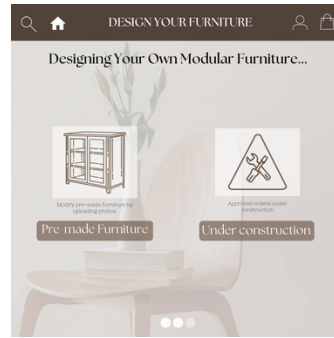 DESIGN YOUR FURNITURE
Designing Your Own Modular Furniture...
Modify pre-made furniture by
uploading photos.
Pre-made Furniture
Approved orders under
construction.
Under construction